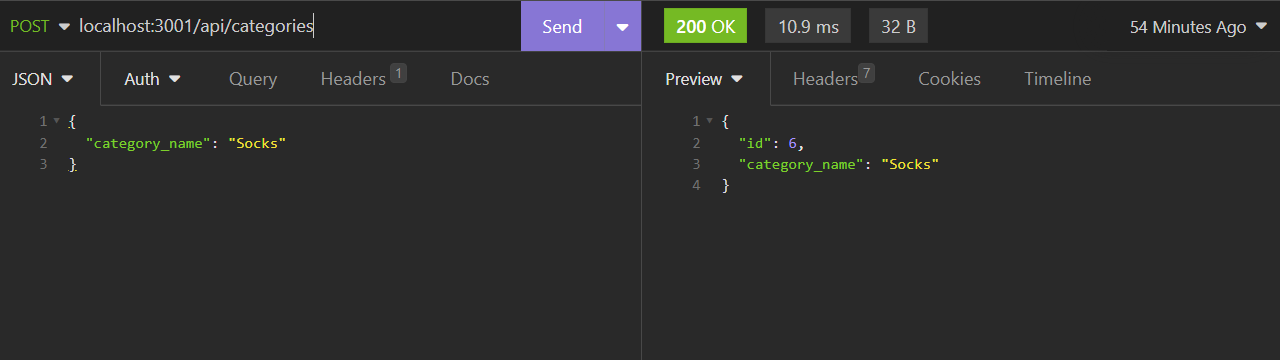 POST localhost:3001/api/categories Send 200 OK 10.9 ms 32 B 54 Minutes Ago
JSON Auth Query Headers 1 Docs Preview Headers 7 Cookies Timeline
1 {
2 "category_name": "Socks"
3 }
1 {
2 "id": 6,
3 "category_name": "Socks"
4 }